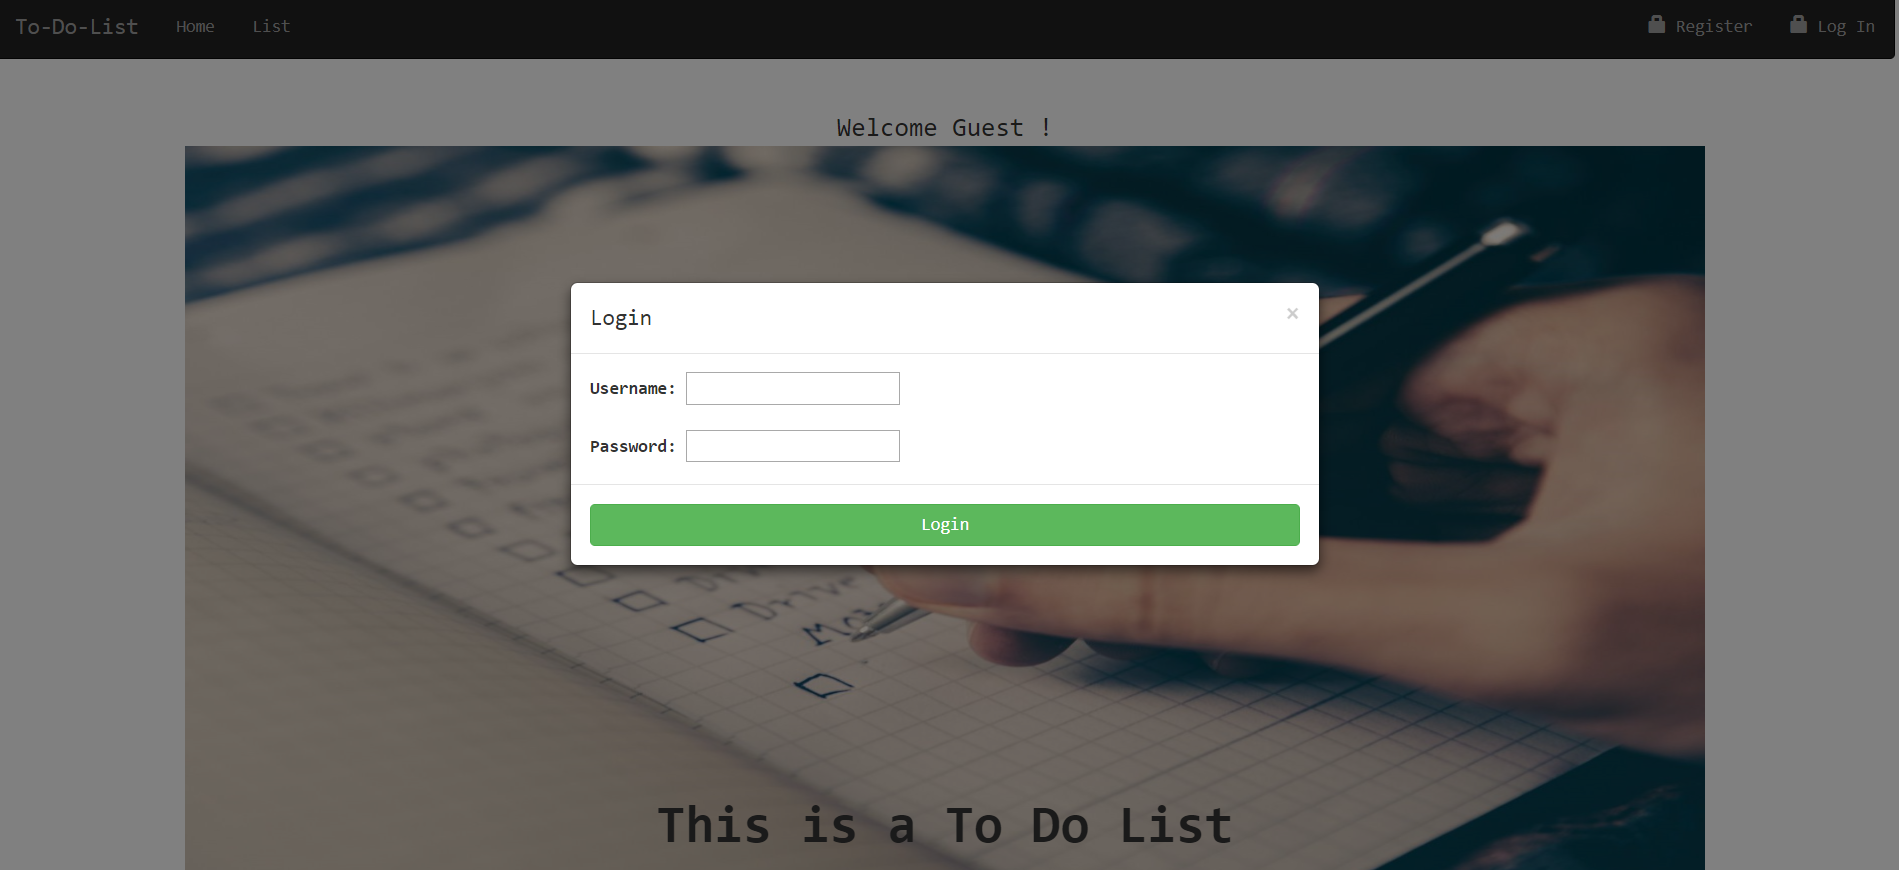 To-Do-List Home List Register Log In
Welcome Guest !
Login ×
Username:
Password:
Login
Drive
This is a To Do List